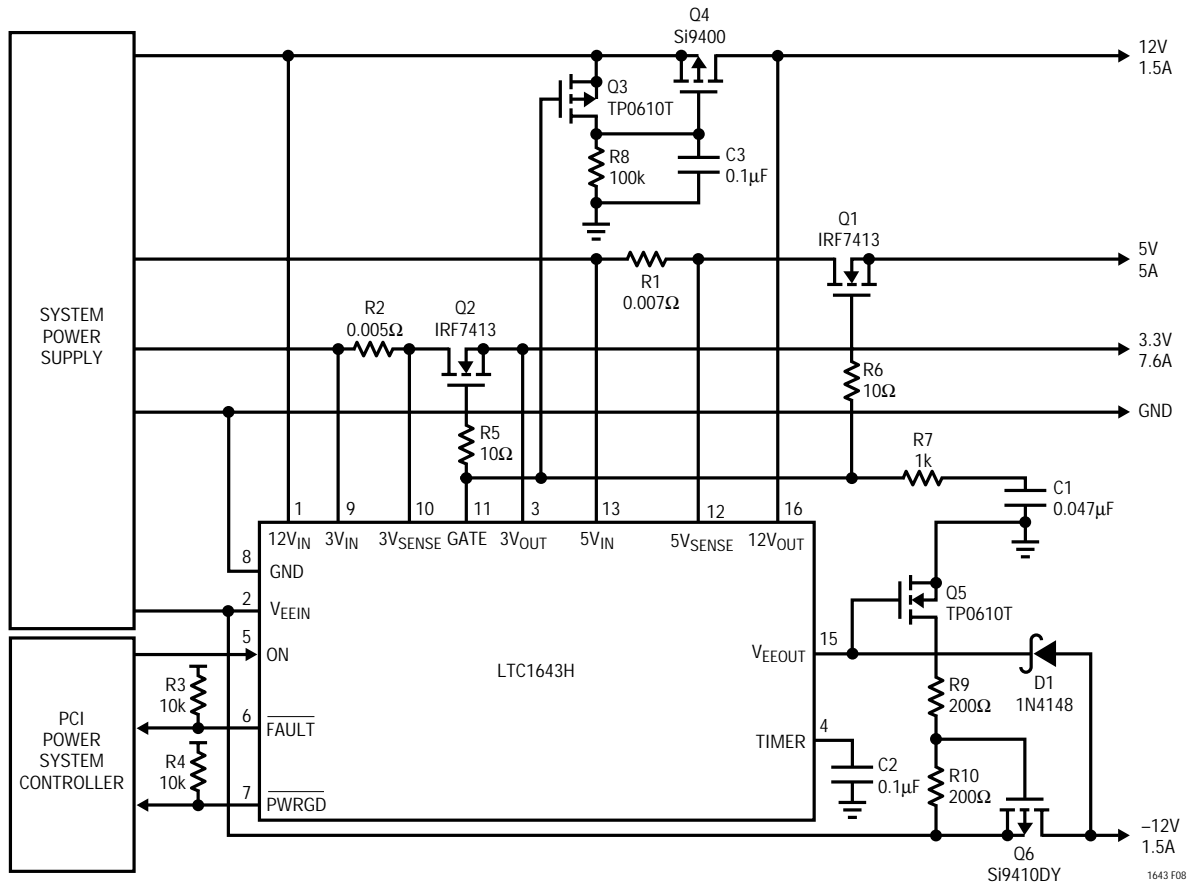 Q4
Si9400
12V
1.5A
Q3
TP0610T
R8
100k
C3
0.1µF
Q1
IRF7413
5V
5A
R1
0.007Ω
SYSTEM
POWER
SUPPLY
R2
0.005Ω
Q2
IRF7413
3.3V
7.6A
R6
10Ω
GND
R5
10Ω
R7
1k
C1
0.047µF
1
9
10
11
3
13
12
16
12VIN
3VIN
3VSENSE
GATE
3VOUT
5VIN
5VSENSE
12VOUT
8
GND
2
VEEIN
5
ON
Q5
TP0610T
15
VEEOUT
LTC1643H
D1
1N4148
R3
10k
6
FAULT
R9
200Ω
PCI
POWER
SYSTEM
CONTROLLER
R4
10k
7
PWRGD
4
TIMER
C2
0.1µF
R10
200Ω
–12V
1.5A
Q6
Si9410DY
1643 F08